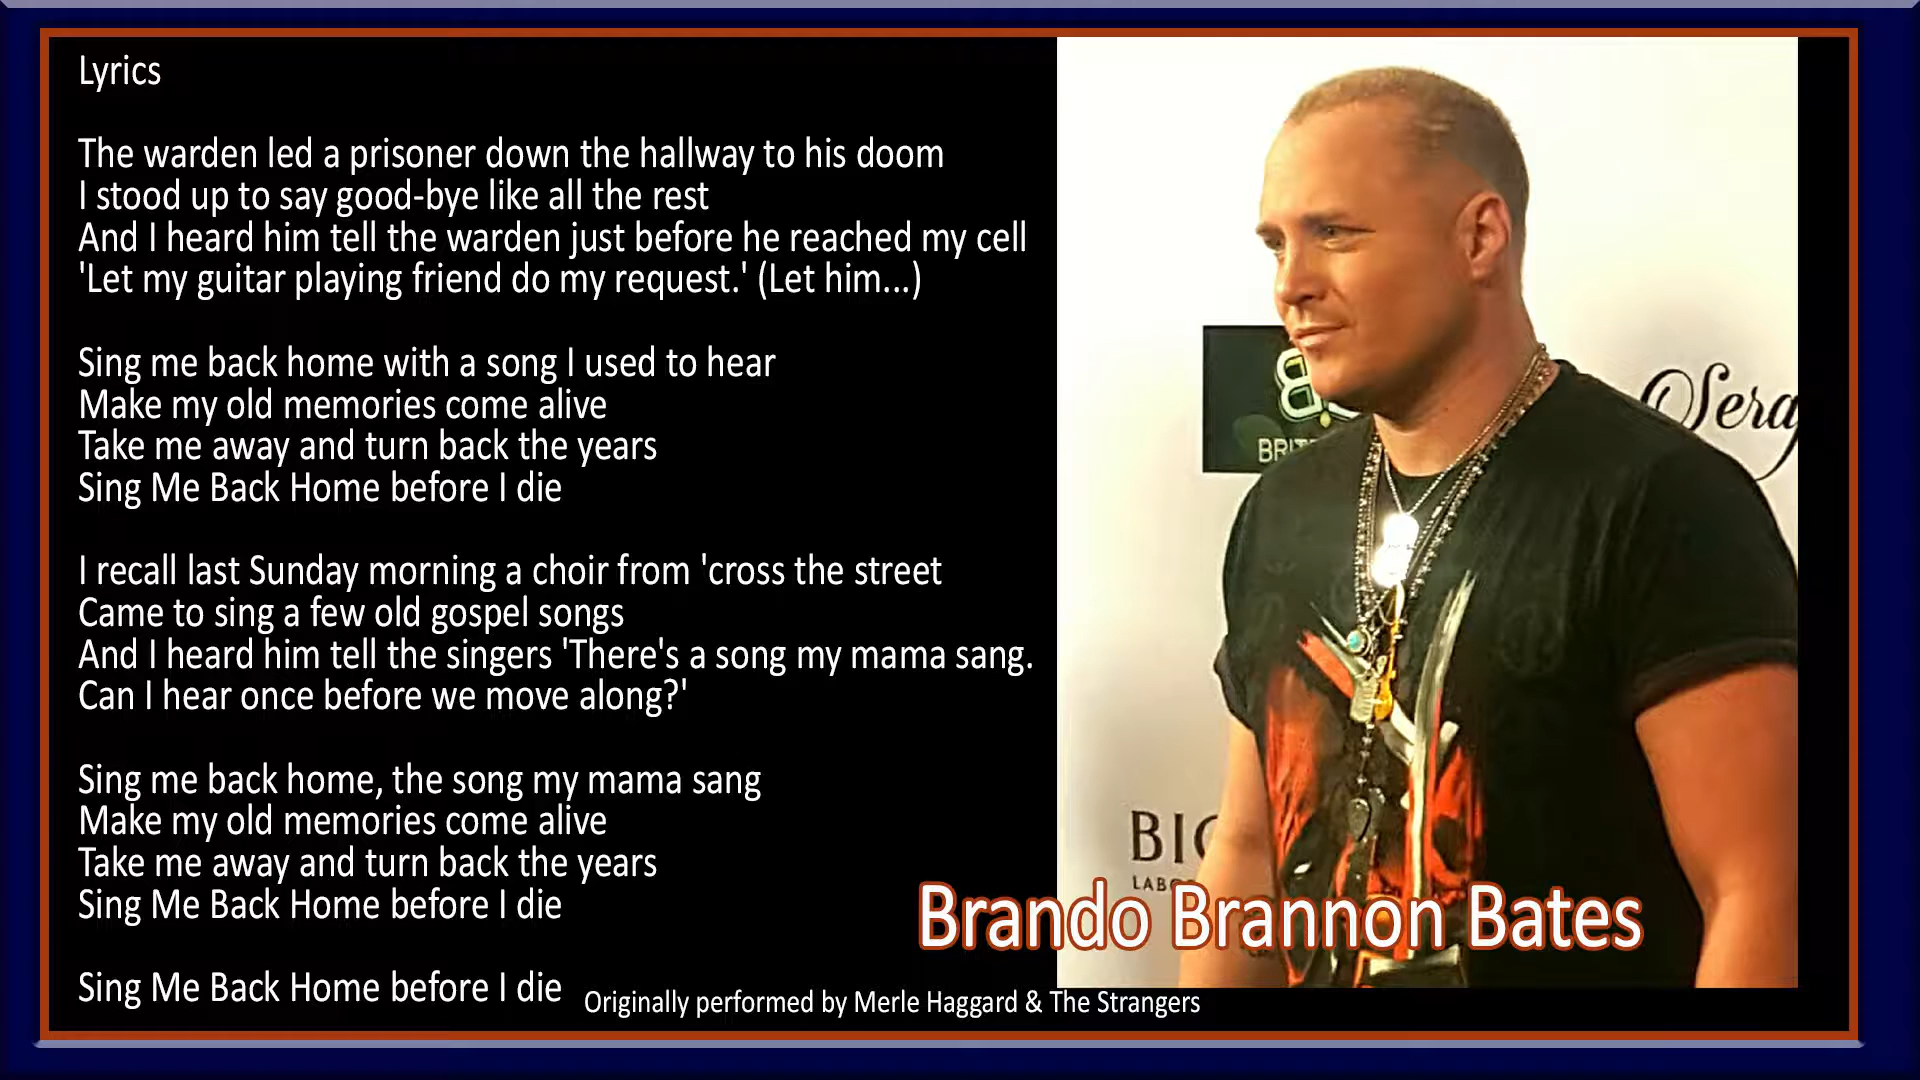 Lyrics
The warden led a prisoner down the hallway to his doom
I stood up to say good-bye like all the rest
And I heard him tell the warden just before he reached my cell
'Let my guitar playing friend do my request.' (Let him...)
Sing me back home with a song I used to hear
Make my old memories come alive
Take me away and turn back the years
Sing Me Back Home before I die
I recall last Sunday morning a choir from 'cross the street
Came to sing a few old gospel songs
And I heard him tell the singers 'There's a song my mama sang.
Can I hear once before we move along?'
Sing me back home, the song my mama sang
Make my old memories come alive
Take me away and turn back the years
Sing Me Back Home before I die
Sing Me Back Home before I die
Originally performed by Merle Haggard & The Strangers
Brando Brannon Bates